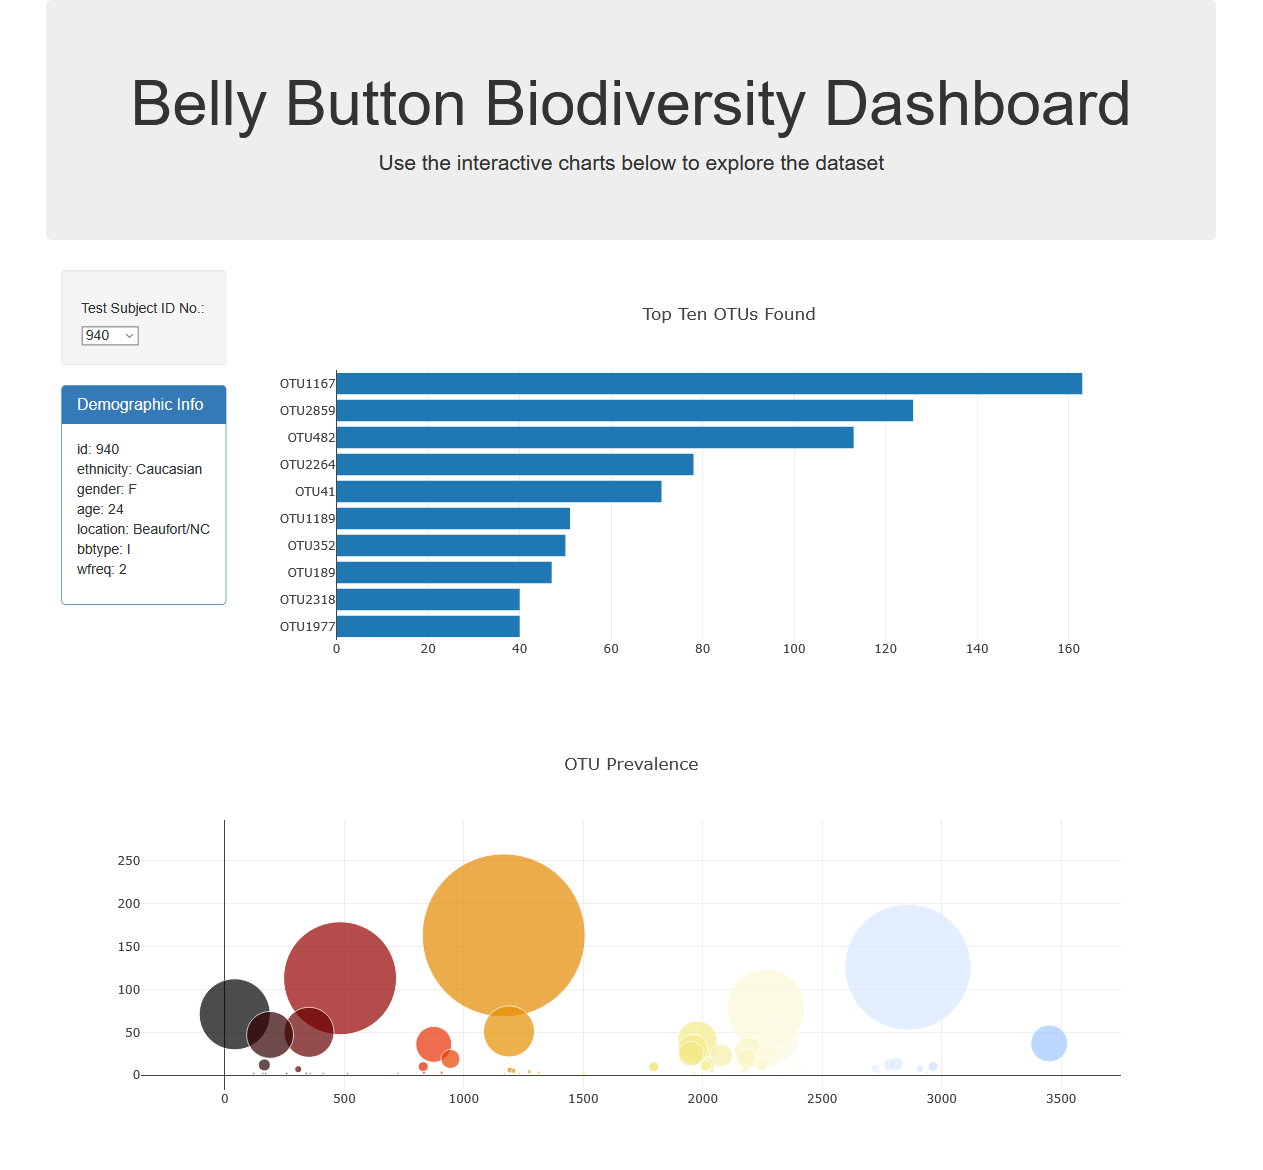 Belly Button Biodiversity Dashboard
Use the interactive charts below to explore the dataset
Test Subject ID No.:
940
Demographic Info
id: 940
ethnicity: Caucasian
gender: F
age: 24
location: Beaufort/NC
bbtype: I
wfreq: 2
Top Ten OTUs Found
OTU1167
OTU2859
OTU482
OTU2264
OTU41
OTU1189
OTU352
OTU189
OTU2318
OTU1977
0 20 40 60 80 100 120 140 160
OTU Prevalence
250
200
150
100
50
0
0 500 1000 1500 2000 2500 3000 3500